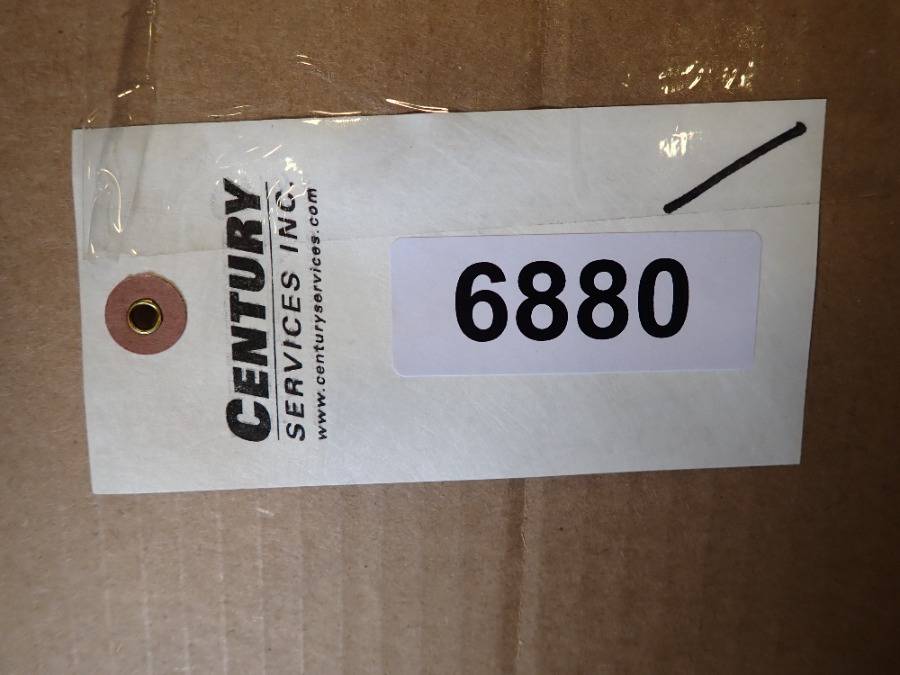 CENTURY
SERVICES INC.
www.centuryservices.com
6880